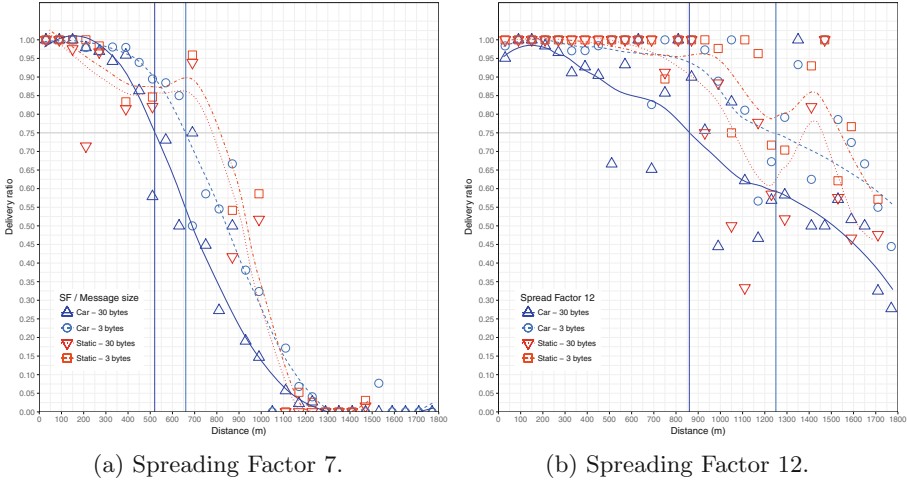 1.00
0.95
0.90
0.85
0.80
0.75
0.70
0.65
0.60
0.55
0.50
0.45
0.40
0.35
0.30
0.25
0.20
0.15
0.10
0.05
0.00
Delivery ratio
SF / Message size
Car – 30 bytes
Car – 3 bytes
Static – 30 bytes
Static – 3 bytes
0 100 200 300 400 500 600 700 800 900 1000 1100 1200 1300 1400 1500 1600 1700 1800
Distance (m)
(a) Spreading Factor 7.
1.00
0.95
0.90
0.85
0.80
0.75
0.70
0.65
0.60
0.55
0.50
0.45
0.40
0.35
0.30
0.25
0.20
0.15
0.10
0.05
0.00
Delivery ratio
Spread Factor 12
Car – 30 bytes
Car – 3 bytes
Static – 30 bytes
Static – 3 bytes
0 100 200 300 400 500 600 700 800 900 1000 1100 1200 1300 1400 1500 1600 1700 1800
Distance (m)
(b) Spreading Factor 12.